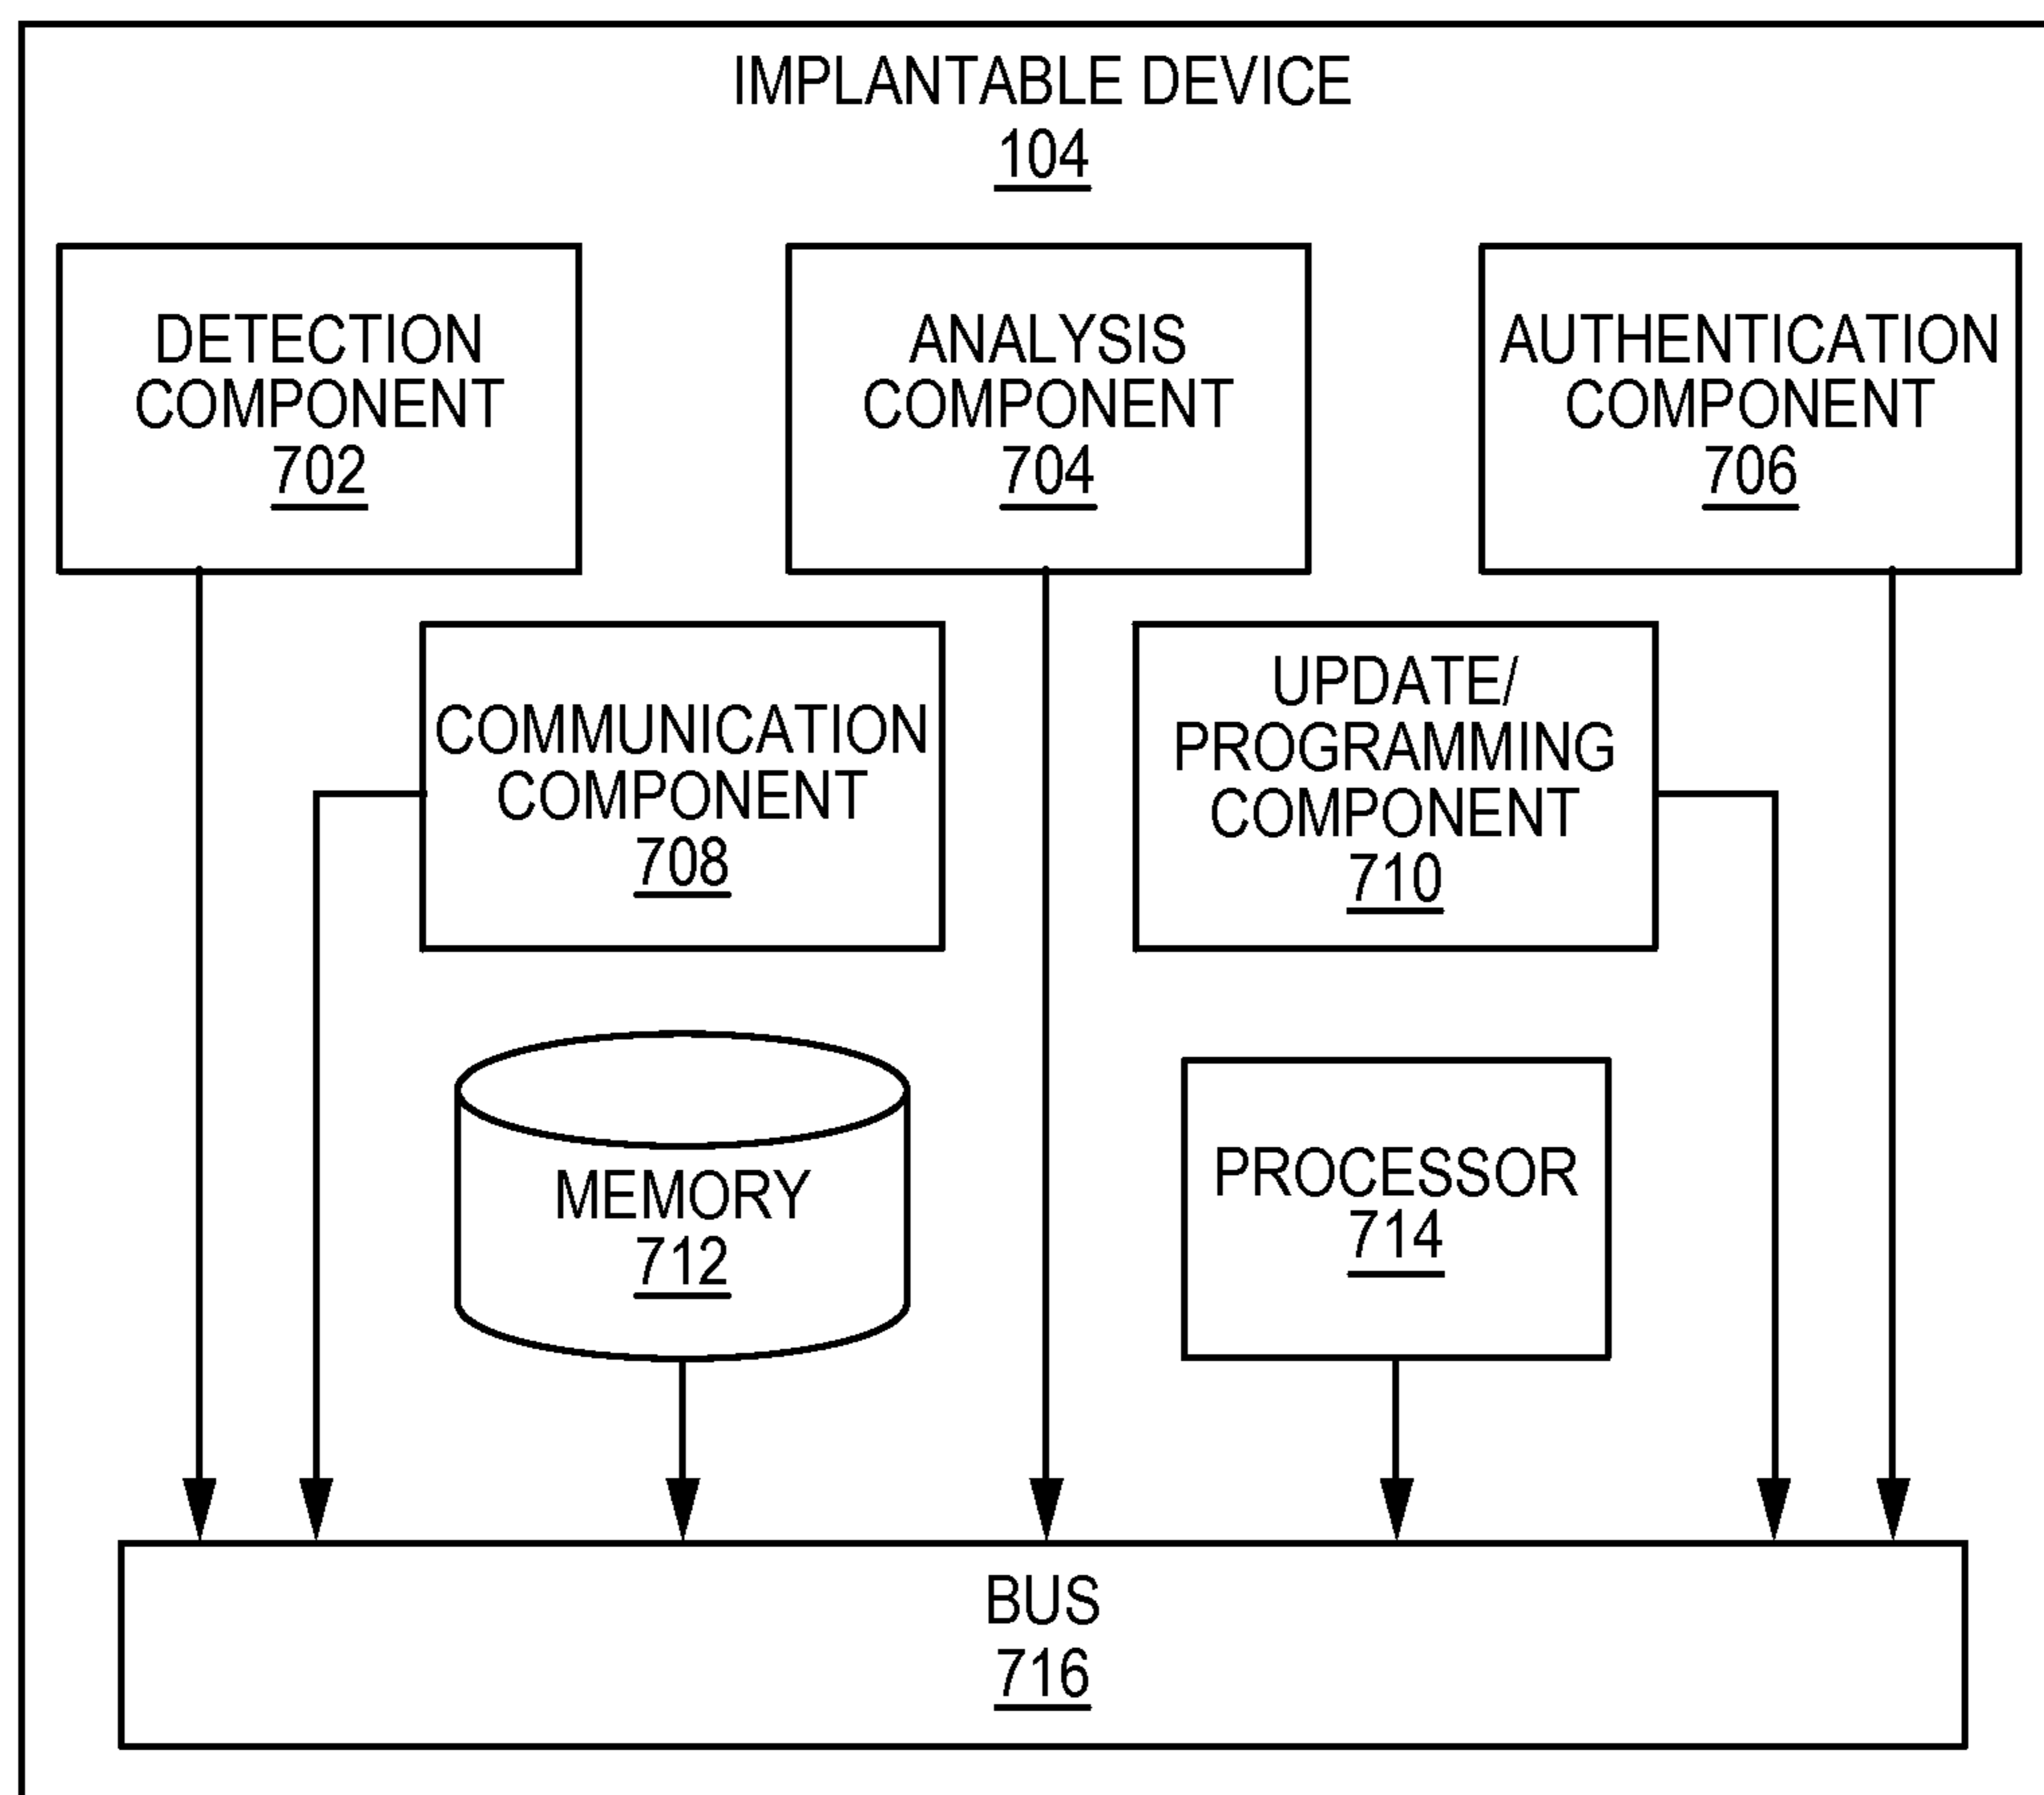 IMPLANTABLE DEVICE
104
DETECTION
COMPONENT
702
ANALYSIS
COMPONENT
704
AUTHENTICATION
COMPONENT
706
COMMUNICATION
COMPONENT
708
UPDATE/
PROGRAMMING
COMPONENT
710
MEMORY
712
PROCESSOR
714
BUS
716